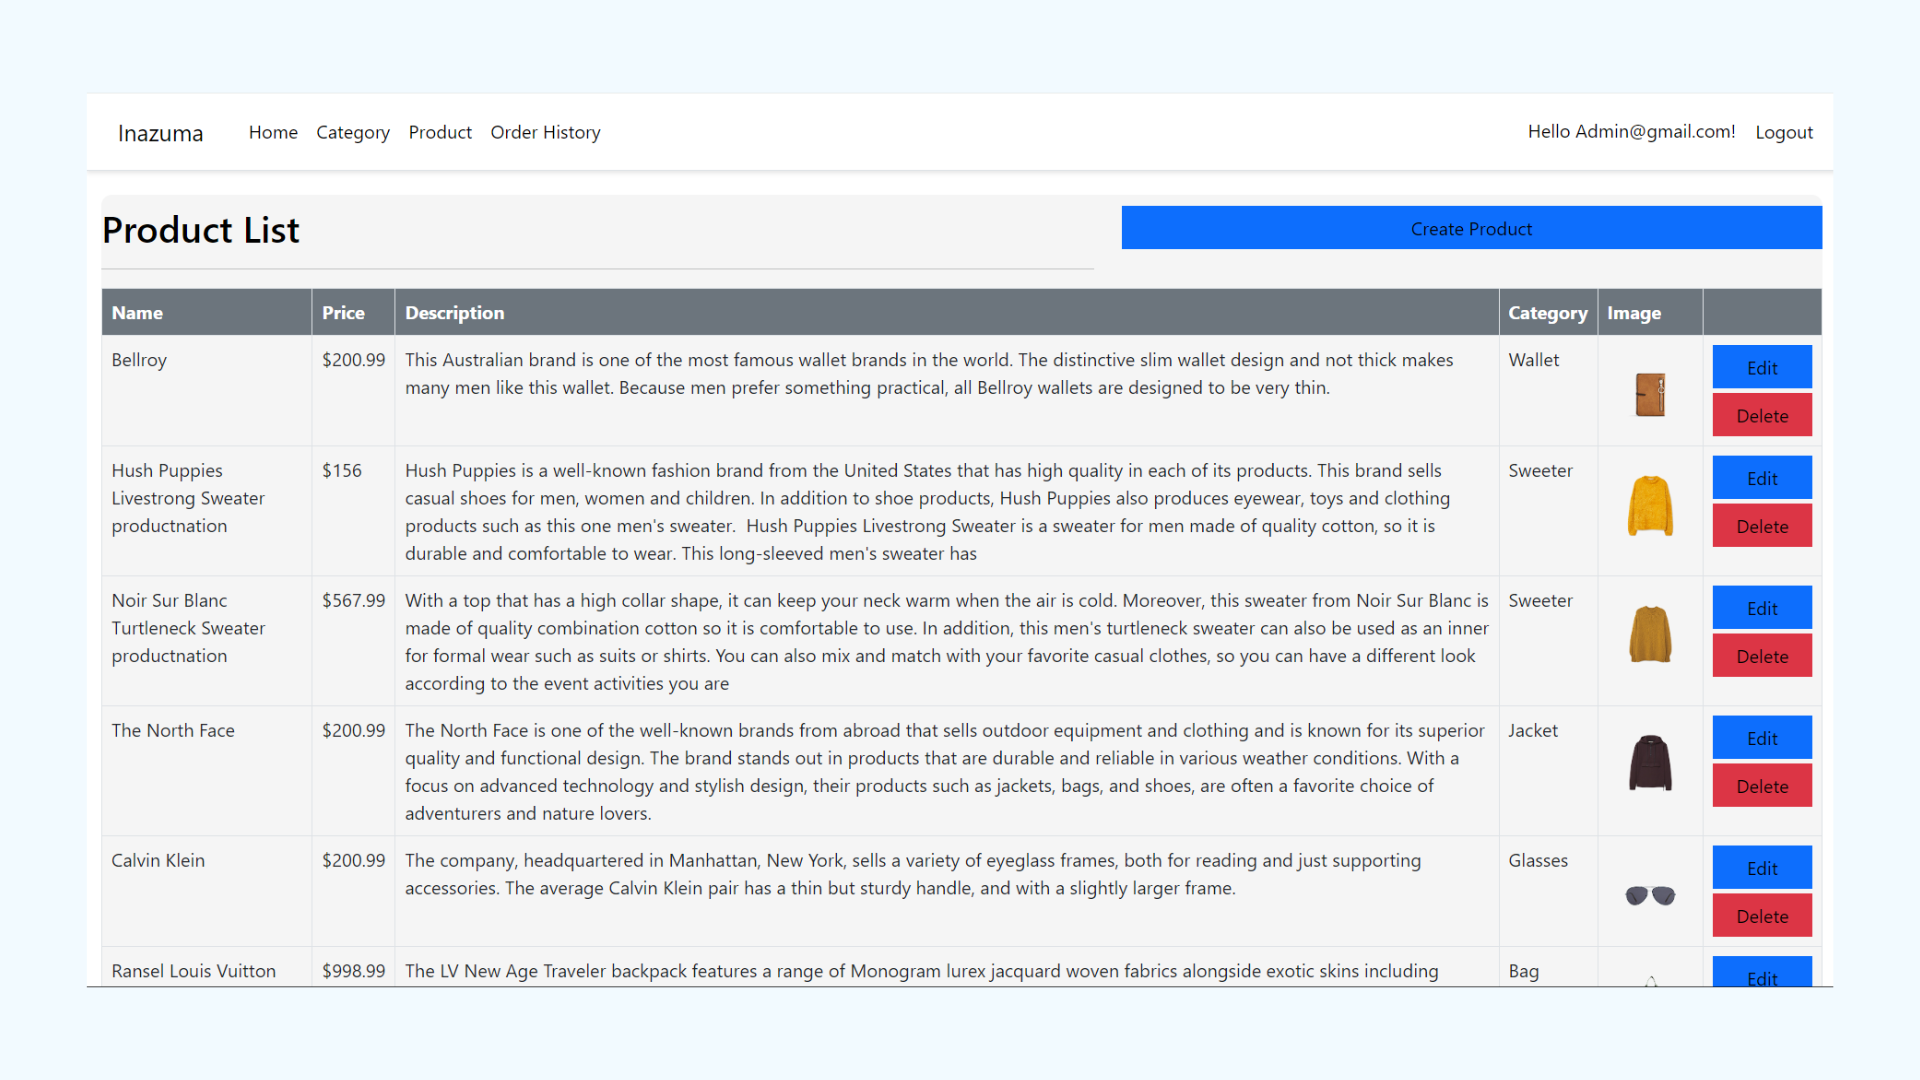 Inazuma Home Category Product Order History Hello Admin@gmail.com! Logout
Product List
Create Product
Name Price Description Category Image
Bellroy $200.99 This Australian brand is one of the most famous wallet brands in the world. The distinctive slim wallet design and not thick makes Wallet
many men like this wallet. Because men prefer something practical, all Bellroy wallets are designed to be very thin.
Edit
Delete
Hush Puppies $156 Hush Puppies is a well-known fashion brand from the United States that has high quality in each of its products. This brand sells Sweeter
Livestrong Sweater casual shoes for men, women and children. In addition to shoe products, Hush Puppies also produces eyewear, toys and clothing
productnation products such as this one men's sweater.  Hush Puppies Livestrong Sweater is a sweater for men made of quality cotton, so it is
durable and comfortable to wear. This long-sleeved men's sweater has
Edit
Delete
Noir Sur Blanc $567.99 With a top that has a high collar shape, it can keep your neck warm when the air is cold. Moreover, this sweater from Noir Sur Blanc is Sweeter
Turtleneck Sweater made of quality combination cotton so it is comfortable to use. In addition, this men's turtleneck sweater can also be used as an inner
productnation for formal wear such as suits or shirts. You can also mix and match with your favorite casual clothes, so you can have a different look
according to the event activities you are
Edit
Delete
The North Face $200.99 The North Face is one of the well-known brands from abroad that sells outdoor equipment and clothing and is known for its superior Jacket
quality and functional design. The brand stands out in products that are durable and reliable in various weather conditions. With a
focus on advanced technology and stylish design, their products such as jackets, bags, and shoes, are often a favorite choice of
adventurers and nature lovers.
Edit
Delete
Calvin Klein $200.99 The company, headquartered in Manhattan, New York, sells a variety of eyeglass frames, both for reading and just supporting Glasses
accessories. The average Calvin Klein pair has a thin but sturdy handle, and with a slightly larger frame.
Edit
Delete
Ransel Louis Vuitton $998.99 The LV New Age Traveler backpack features a range of Monogram lurex jacquard woven fabrics alongside exotic skins including Bag
Edit